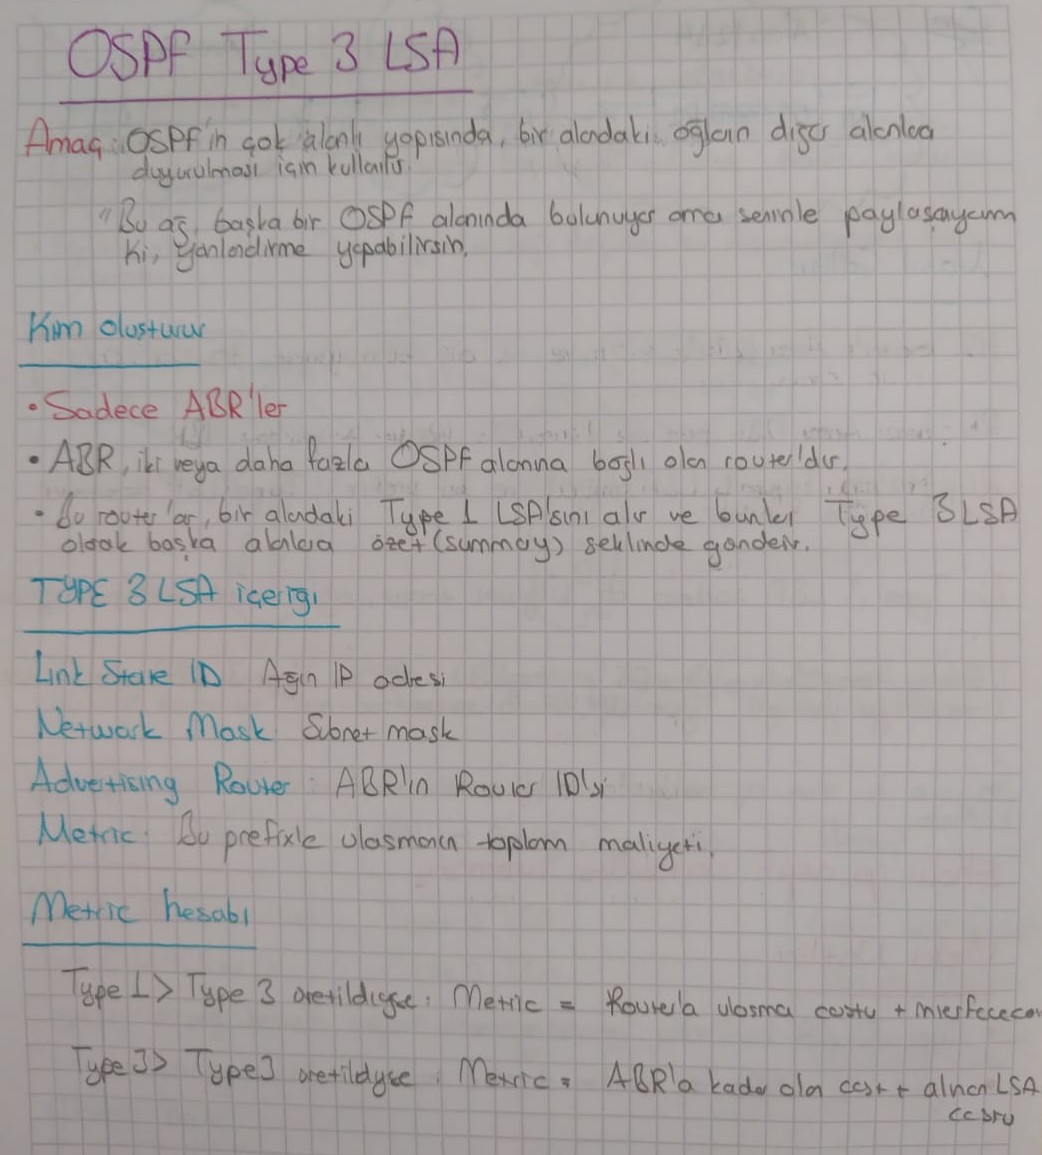 OSPF Type 3 LSA
Amaç: OSPF'in çok alanlı yapısında, bir alandaki ağların diğer alanlara
duyurulması için kullanılır.
"Bu ağ, başka bir OSPF alanında bulunuyor ama seninle paylaşayım
ki, yönlendirme yapabilirsin.
Kim oluşturur
• Sadece ABR'ler
• ABR, iki veya daha fazla OSPF alanına bağlı olan router'dır.
• Bu router'lar, bir alandaki Type 1 LSA'sını alır ve bunları Type 3 LSA
olarak başka alanlara özet (summary) şeklinde gönderir.
TYPE 3 LSA içeriği
Link State ID Ağın IP adresi
Network Mask Subnet mask
Advertising Router: ABR'ın Router ID'si
Metric: Bu prefixle ulaşmanın toplam maliyeti.
Metric hesabı
Type 1 > Type 3 üretildiyse: Metric = Router'a ulaşma costu +
Type 3 > Type 3 üretildiyse: Metric = ABR'a kadar olan cost + alınan LSA
costu